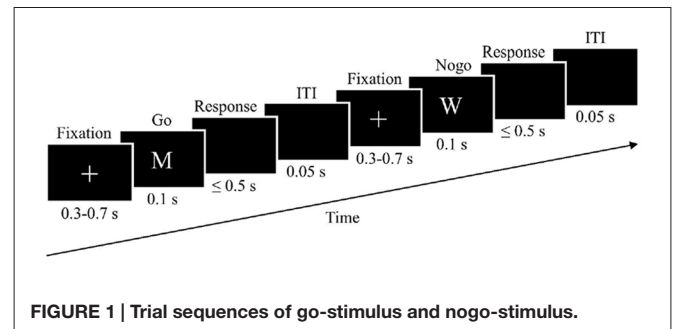 Fixation
+
0.3-0.7 s
Go
M
0.1 s
Response
≤ 0.5 s
ITI
0.05 s
Fixation
+
0.3-0.7 s
Nogo
W
0.1 s
Response
≤ 0.5 s
ITI
0.05 s
Time
FIGURE 1 | Trial sequences of go-stimulus and nogo-stimulus.